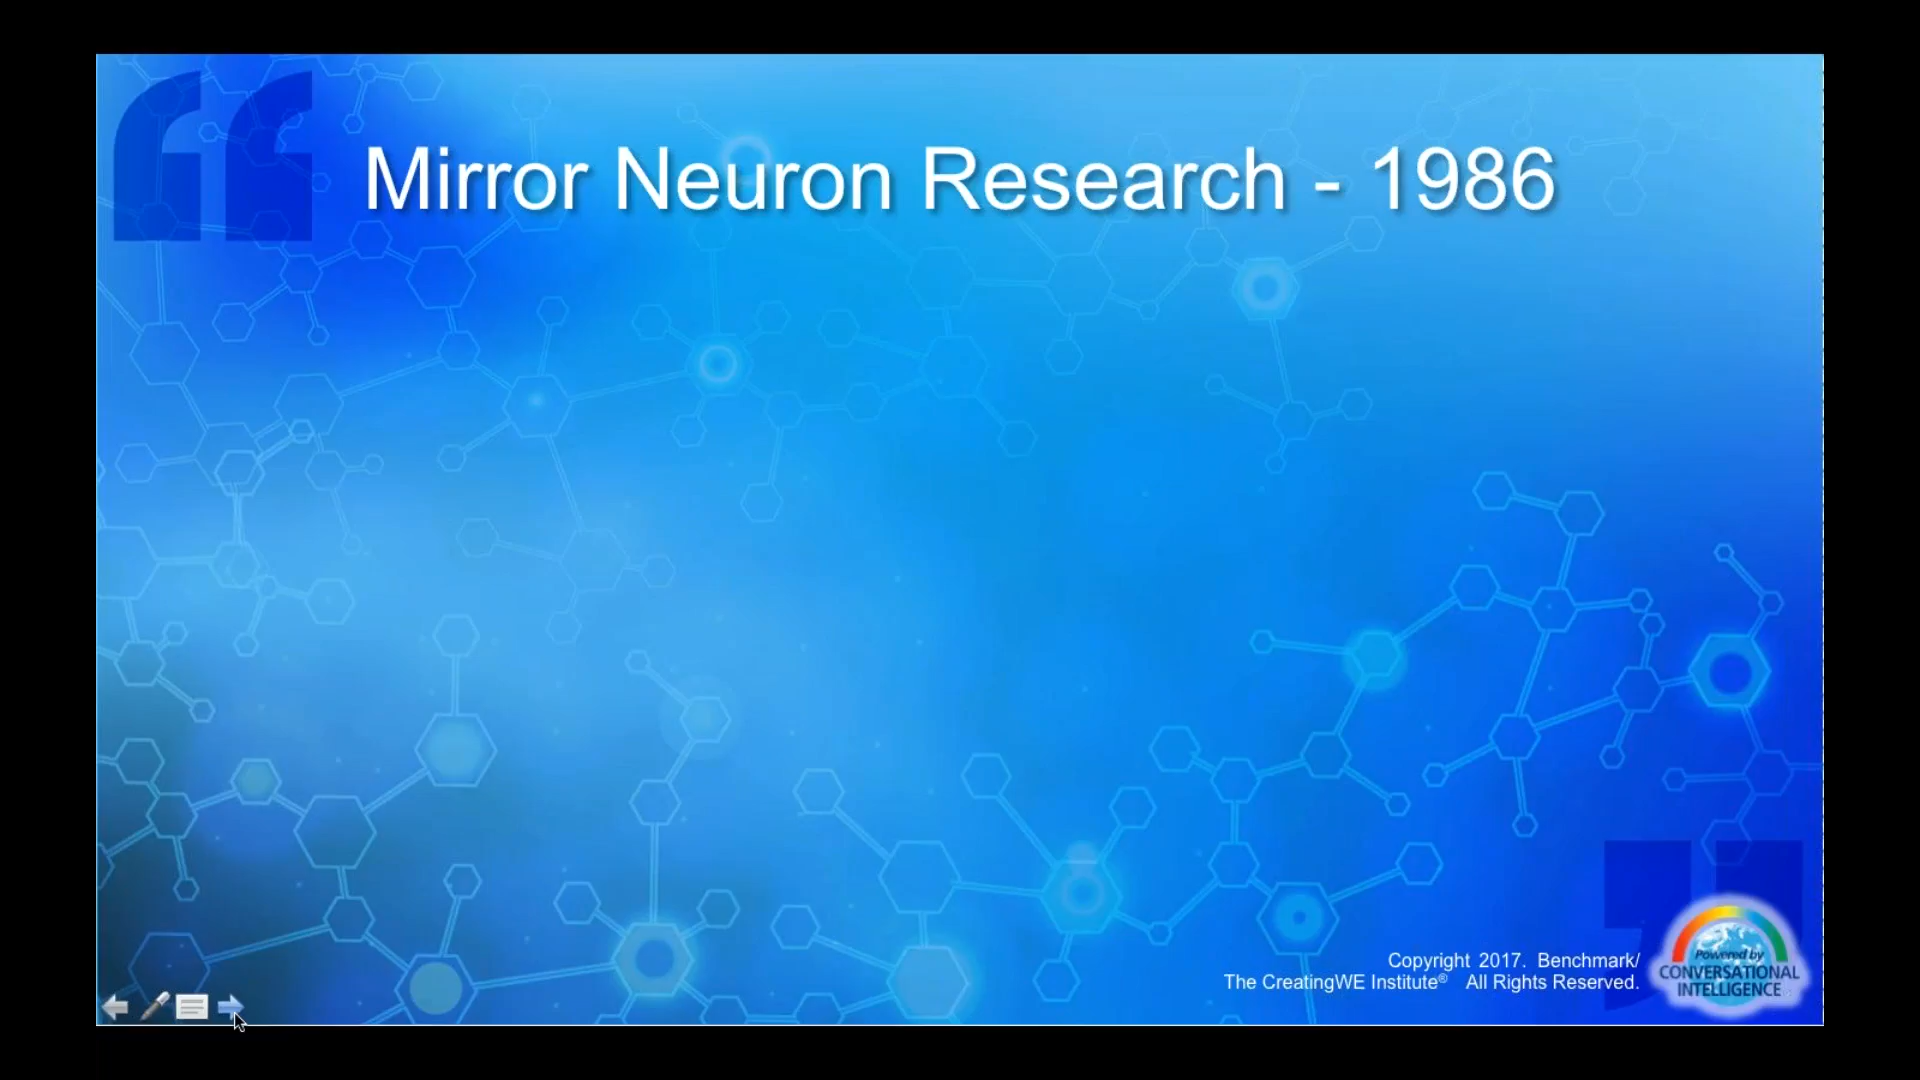 Mirror Neuron Research - 1986
Copyright 2017. Benchmark/
The CreatingWE Institute® All Rights Reserved.
Powered by
CONVERSATIONAL
INTELLIGENCE